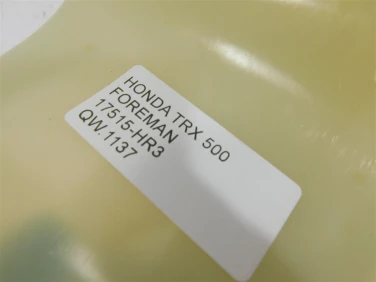 HONDA TRX 500
FOREMAN
17515-HR3
QW.1137